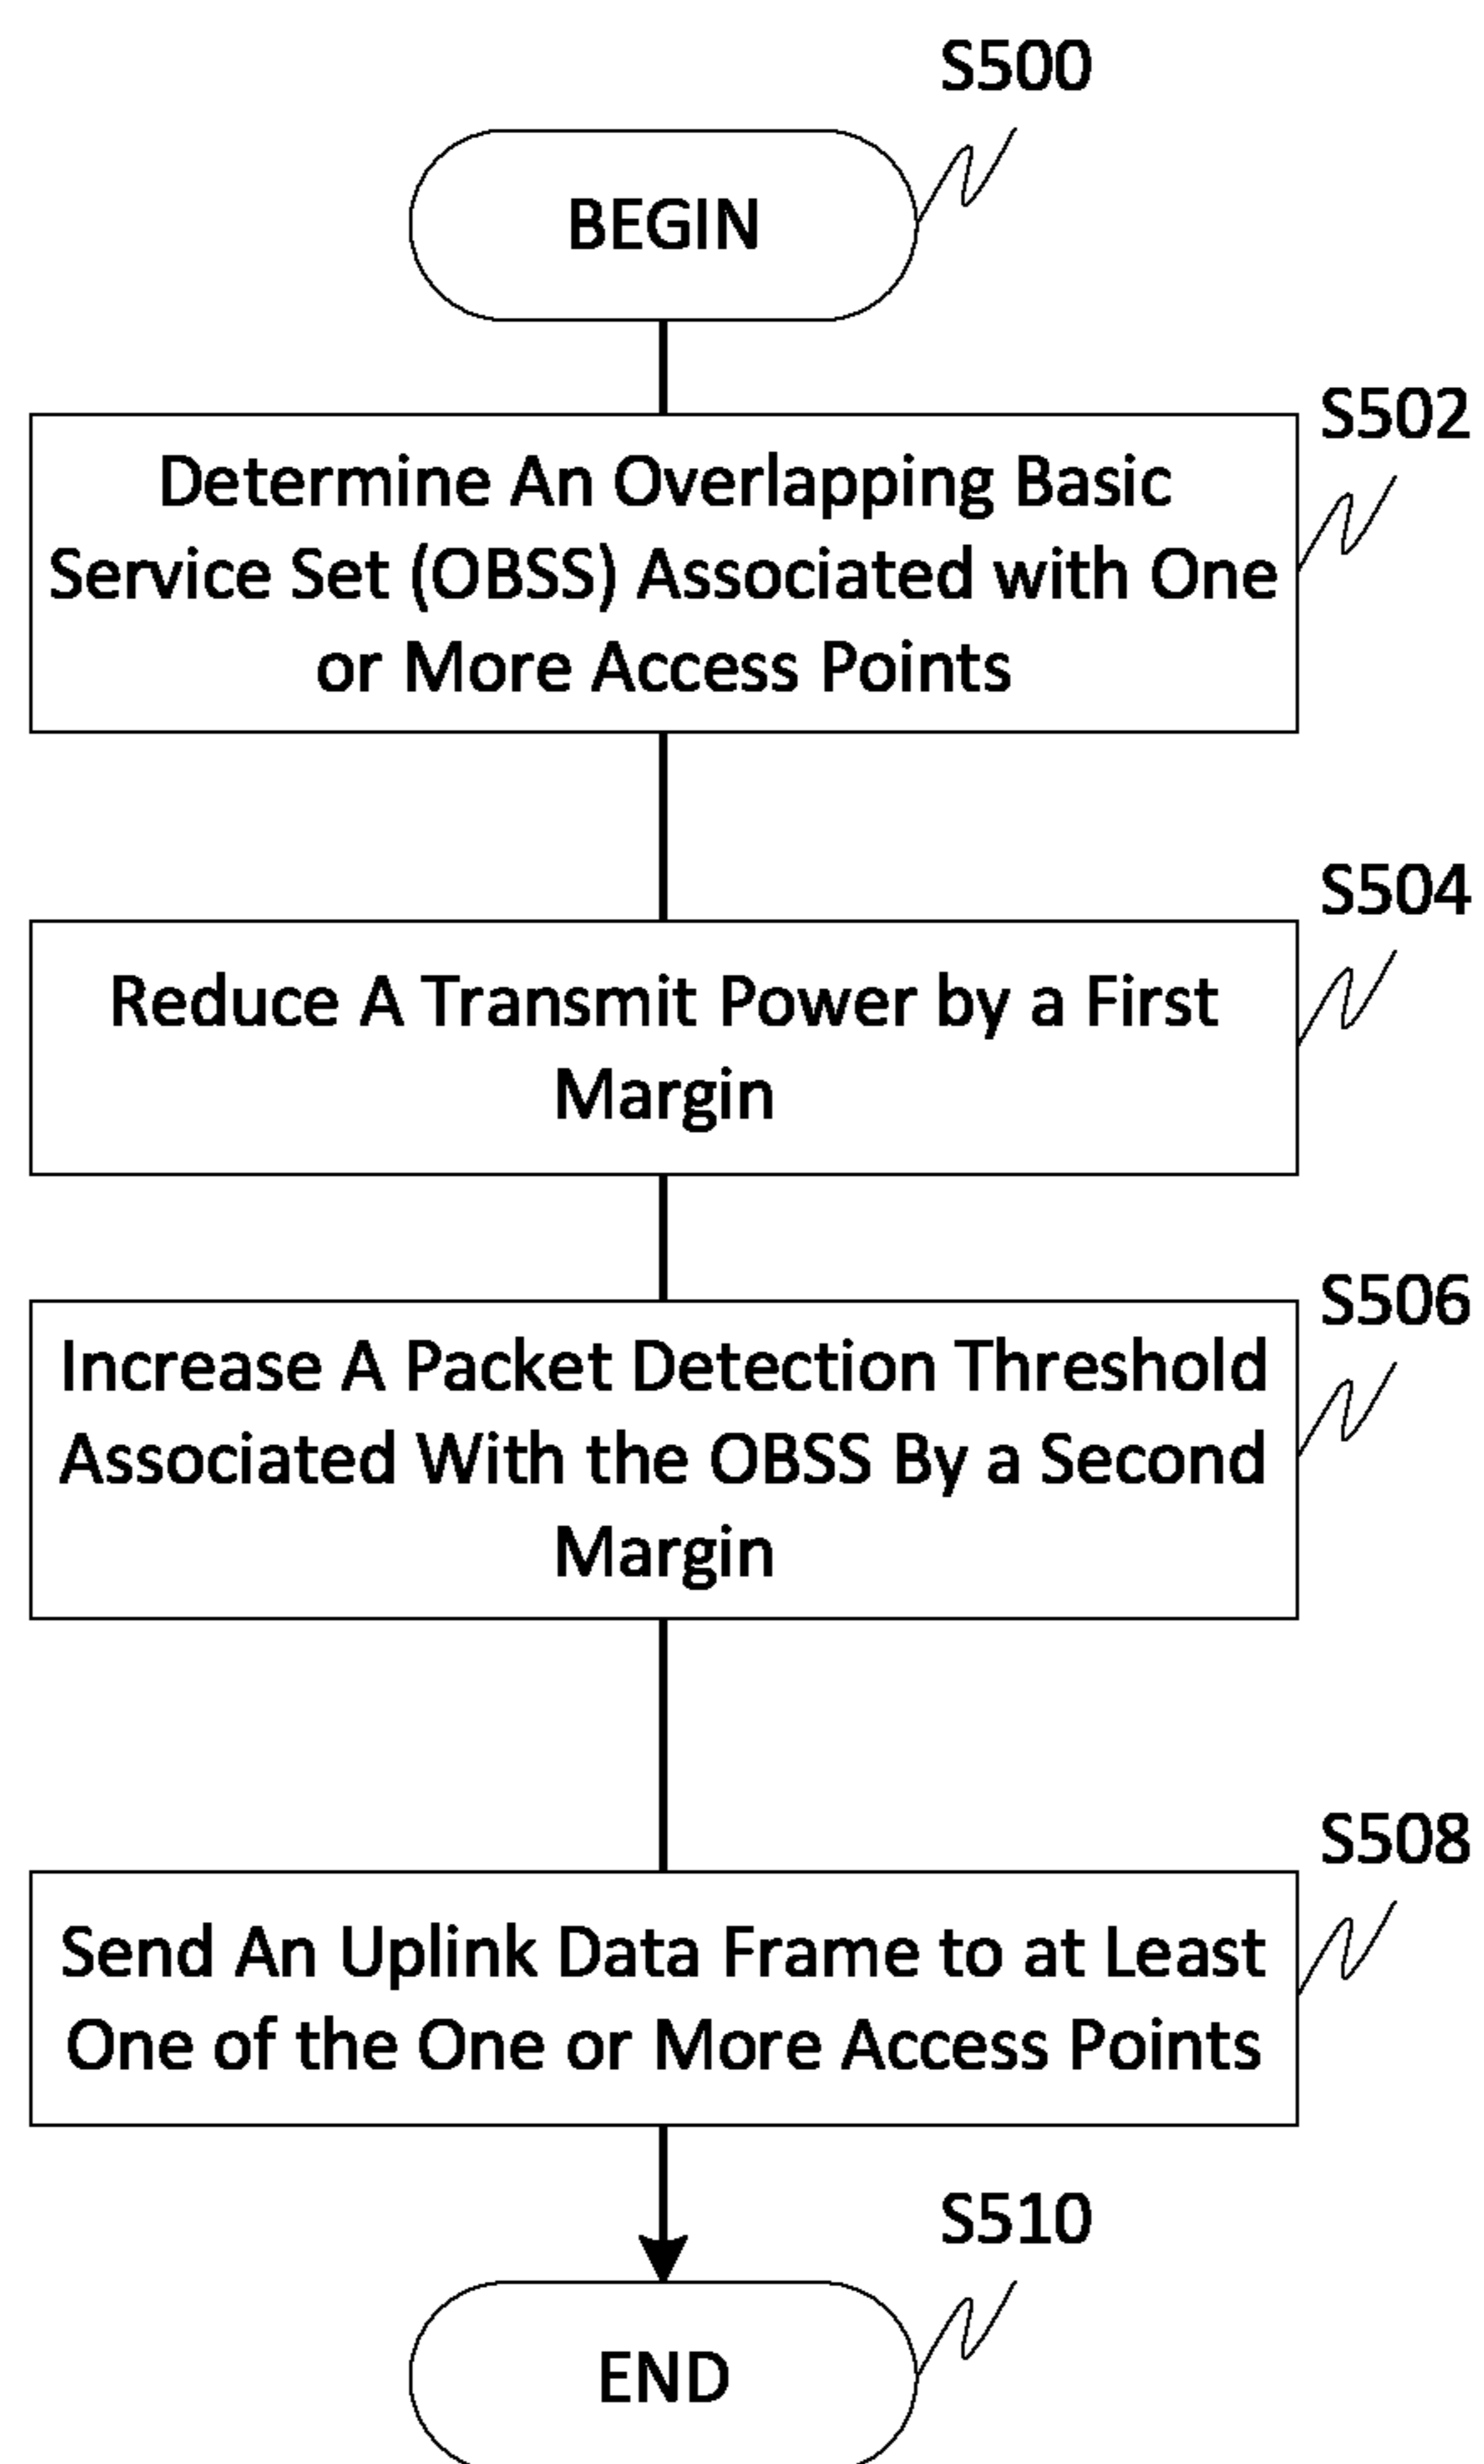 S500
BEGIN
S502
Determine An Overlapping Basic
Service Set (OBSS) Associated with One
or More Access Points
S504
Reduce A Transmit Power by a First
Margin
S506
Increase A Packet Detection Threshold
Associated With the OBSS By a Second
Margin
S508
Send An Uplink Data Frame to at Least
One of the One or More Access Points
S510
END